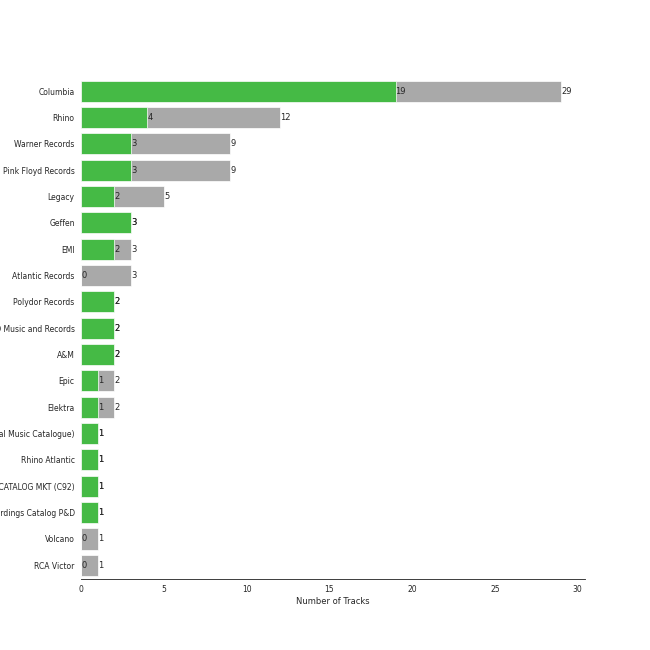 Columbia 19 29
Rhino 4 12
Warner Records 3 9
Pink Floyd Records 3 9
Legacy 2 5
Geffen 3
EMI 2 3
Atlantic Records 0 3
Polydor Records 2
Music and Records 2
A&M 2
Epic 1 2
Elektra 1 2
Music Catalogue) 1
Rhino Atlantic 1
CATALOG MKT (C92) 1
Catalog P&D 1
Volcano 0 1
RCA Victor 0 1
0 5 10 15 20 25 30
Number of Tracks